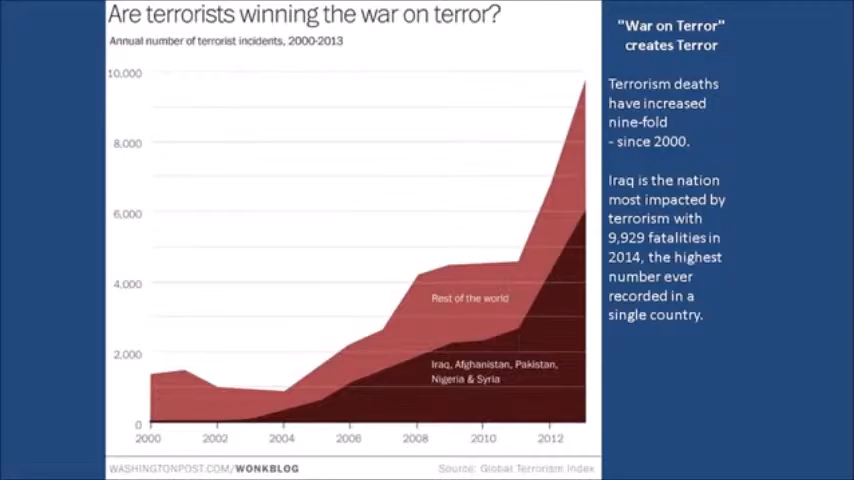 Are terrorists winning the war on terror?
Annual number of terrorist incidents, 2000-2013
10,000
8,000
6,000
4,000
2,000
0
Rest of the world
Iraq, Afghanistan, Pakistan,
Nigeria & Syria
2000 2002 2004 2006 2008 2010 2012
WASHINGTONPOST.COM/WONKBLOG
Source: Global Terrorism Index
"War on Terror"
creates Terror
Terrorism deaths
have increased
nine-fold
- since 2000.
Iraq is the nation
most impacted by
terrorism with
9,929 fatalities in
2014, the highest
number ever
recorded in a
single country.